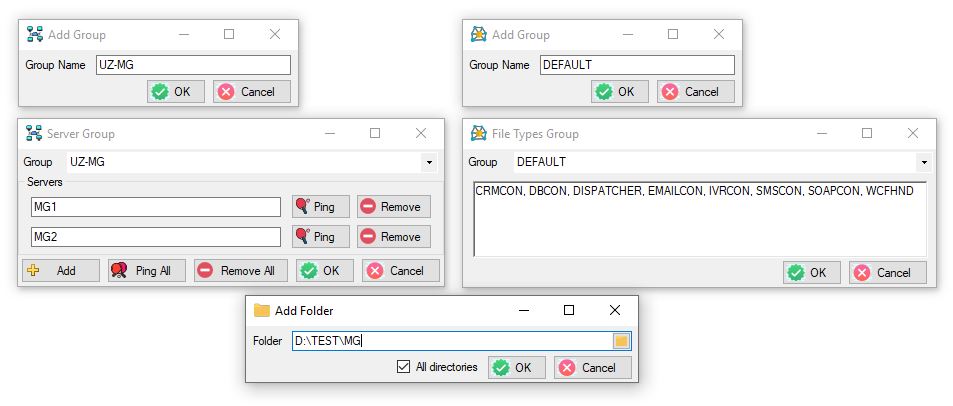 Add Group
Group Name UZ-MG
OK Cancel
Add Group
Group Name DEFAULT
OK Cancel
Server Group
Group UZ-MG
Servers
MG1 Ping Remove
MG2 Ping Remove
Add Ping All Remove All OK Cancel
File Types Group
Group DEFAULT
CRMCON, DBCON, DISPATCHER, EMAILCON, IVRCON, SMSCON, SOAPCON, WCFHND
OK Cancel
Add Folder
Folder D:\TEST\MG
All directories OK Cancel